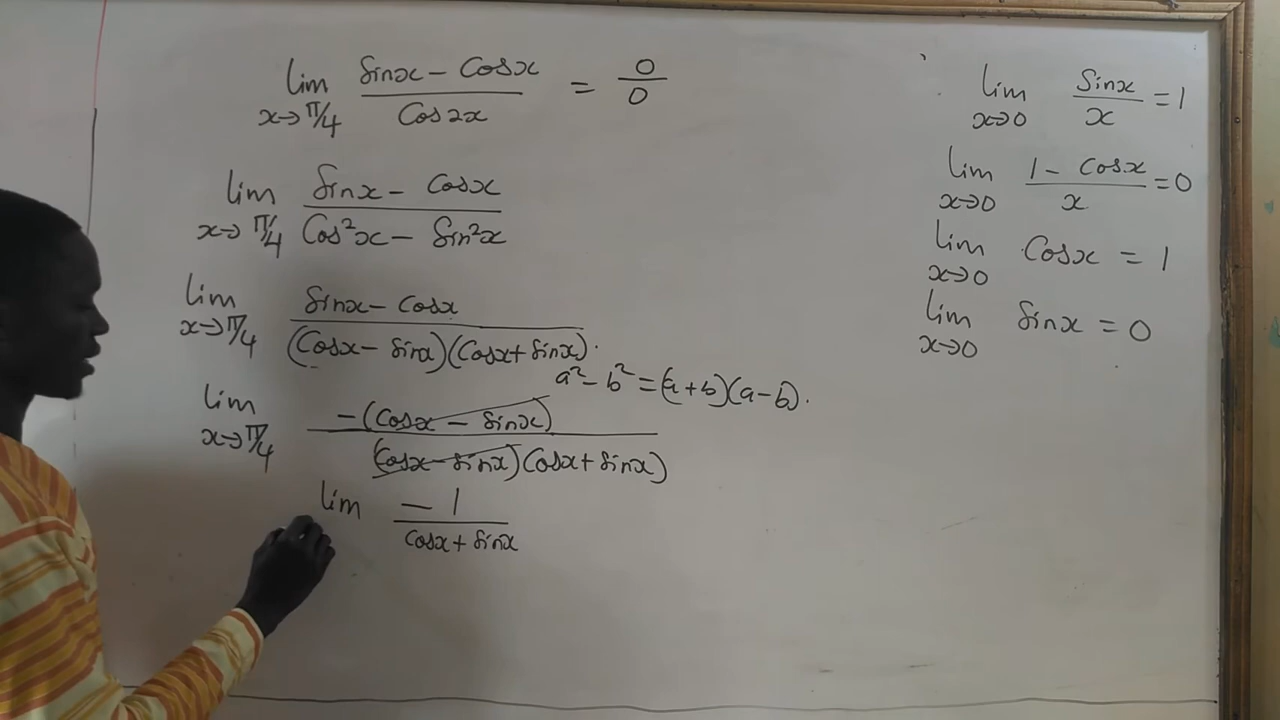 lim x→π/4 (Sinx − Cosx)/(Cos2x) = 0/0
lim x→π/4 (Sinx − Cosx)/(Cos²x − Sin²x)
lim x→π/4 (Sinx − Cosx)/((Cosx − Sinx)(Cosx + Sinx)).
a² − b² = (a + b)(a − b).
lim x→π/4 −(Cosx − Sinx)/((Cosx − Sinx)(Cosx + Sinx))
lim −1/(Cosx + Sinx)
lim x→0 Sinx/x = 1
lim x→0 (1 − Cosx)/x = 0
lim x→0 Cosx = 1
lim x→0 Sinx = 0